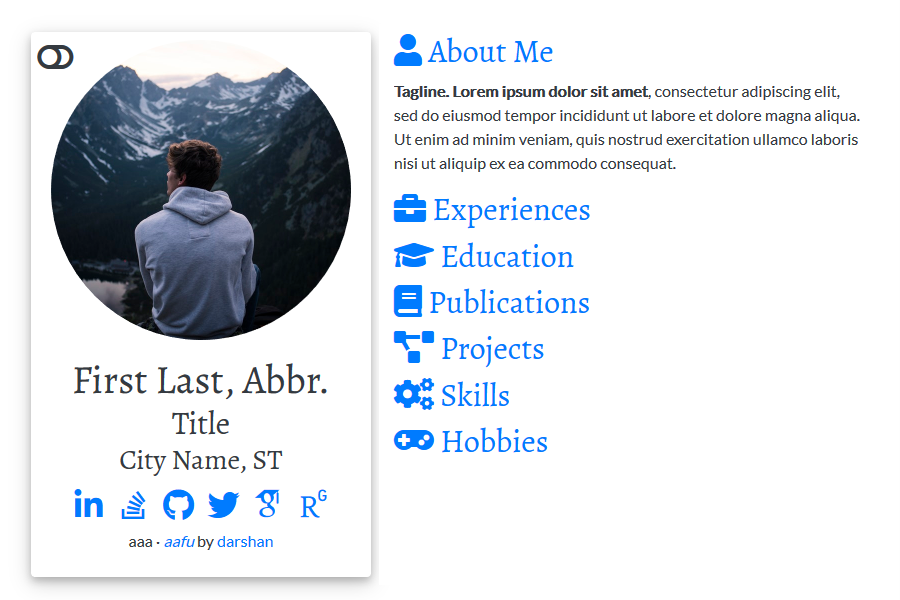 First Last, Abbr.
Title
City Name, ST
in
RG
aaa · aafu by darshan
About Me
Tagline. Lorem ipsum dolor sit amet, consectetur adipiscing elit,
sed do eiusmod tempor incididunt ut labore et dolore magna aliqua.
Ut enim ad minim veniam, quis nostrud exercitation ullamco laboris
nisi ut aliquip ex ea commodo consequat.
Experiences
Education
Publications
Projects
Skills
Hobbies